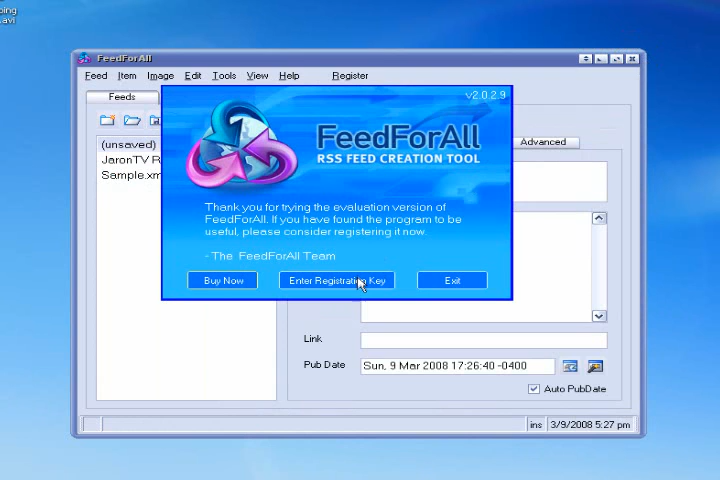 ping
.avi
FeedForAll
Feed Item Image Edit Tools View Help Register
Feeds
v2.0.2.9
FeedForAll
RSS FEED CREATION TOOL
Advanced
(unsaved)
JaronTV R
Sample.xm
Thank you for trying the evaluation version of
FeedForAll. If you have found the program to be
useful, please consider registering it now.
- The FeedForAll Team
Buy Now Enter Registration Key Exit
Link
Pub Date Sun, 9 Mar 2008 17:26:40 -0400
Auto PubDate
ins 3/9/2008 5:27 pm